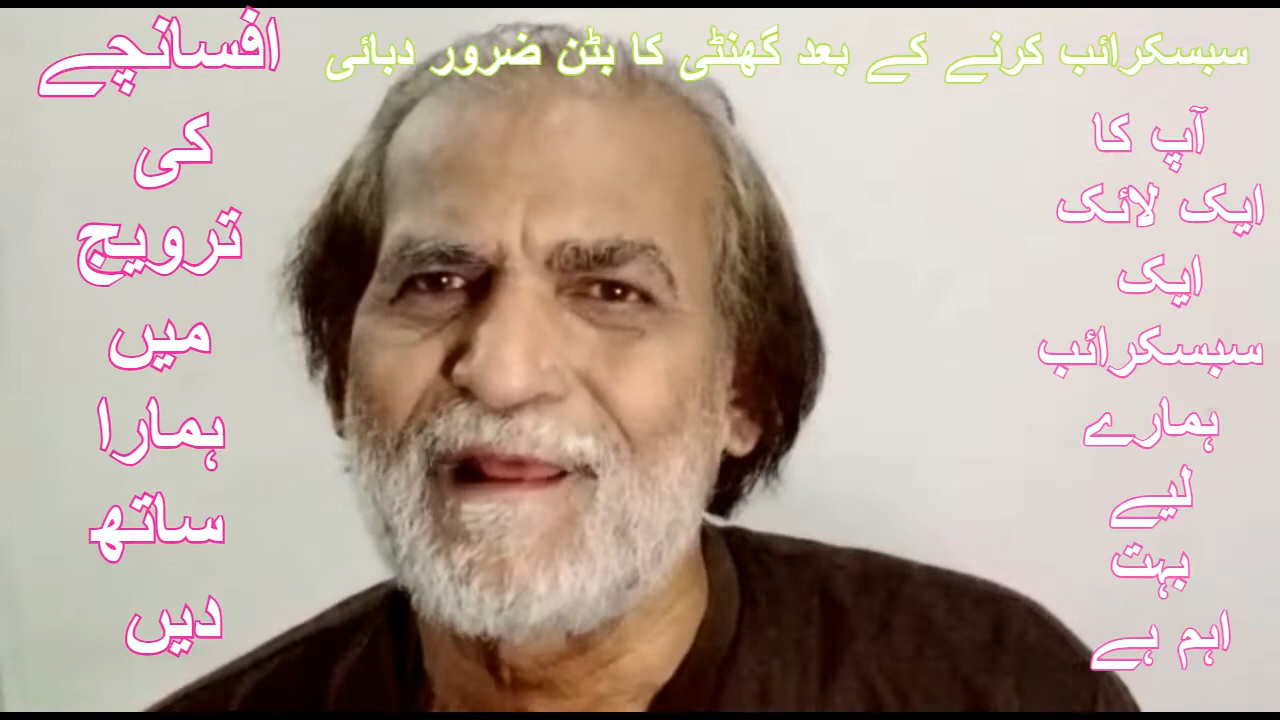 سبسکرائب کرنے کے بعد گھنٹی کا بٹن ضرور دبائی
آپ کا
ایک لائک
ایک
سبسکرائب
ہمارے
لیے
بہت
اہم ہے
افسانچے
کی
ترویج
میں
ہمارا
ساتھ
دیں